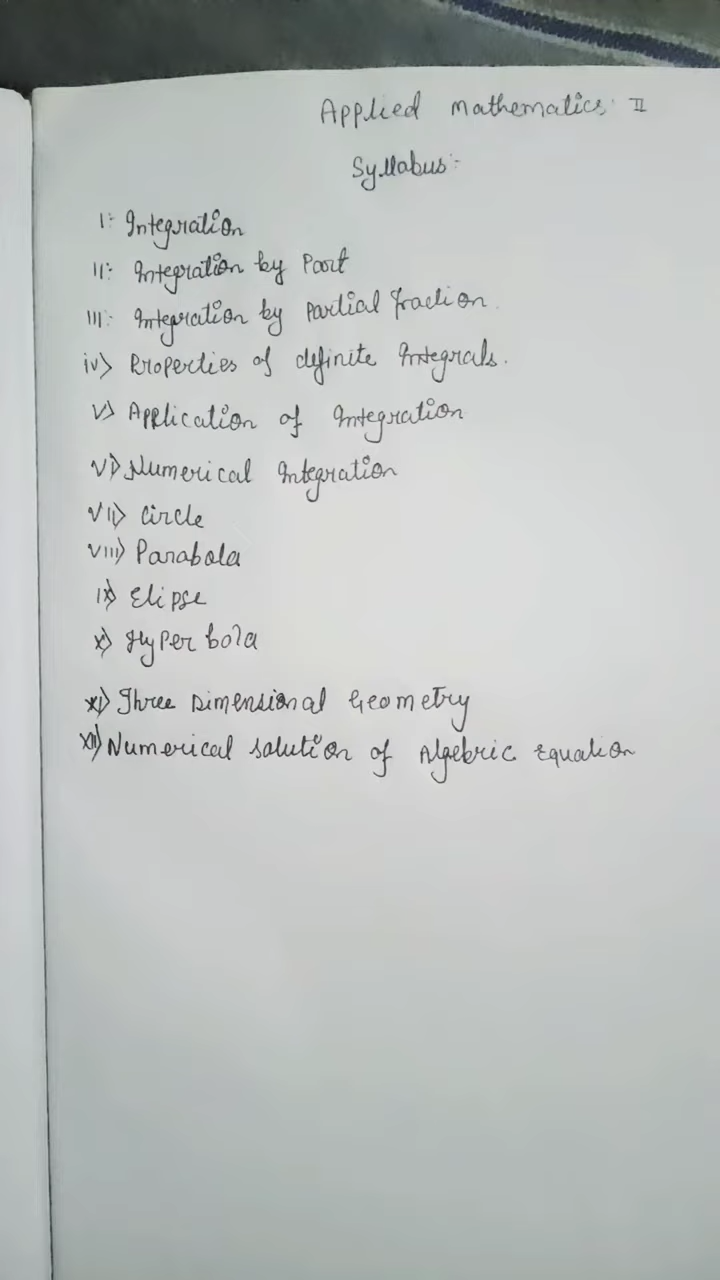 Applied Mathematics II
Syllabus:-
I:- Integration
II:- Integration by Part
III:- Integration by Partial fraction
iv> Properties of definite Integrals.
V> Application of Integration
VI> Numerical Integration
VII> Circle
VIII> Parabola
IX> Elipse
X> Hyperbola
XI> Three Dimensional Geometry
XII> Numerical solution of Algebric Equation